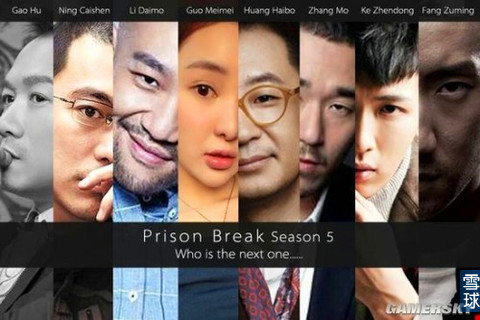 Gao Hu Ning Caishen Li Daimo Guo Meimei Huang Haibo Zhang Mo Ke Zhendong Fang Zuming
Prison Break Season 5
Who is the next one......
雪球
GAMERSKY